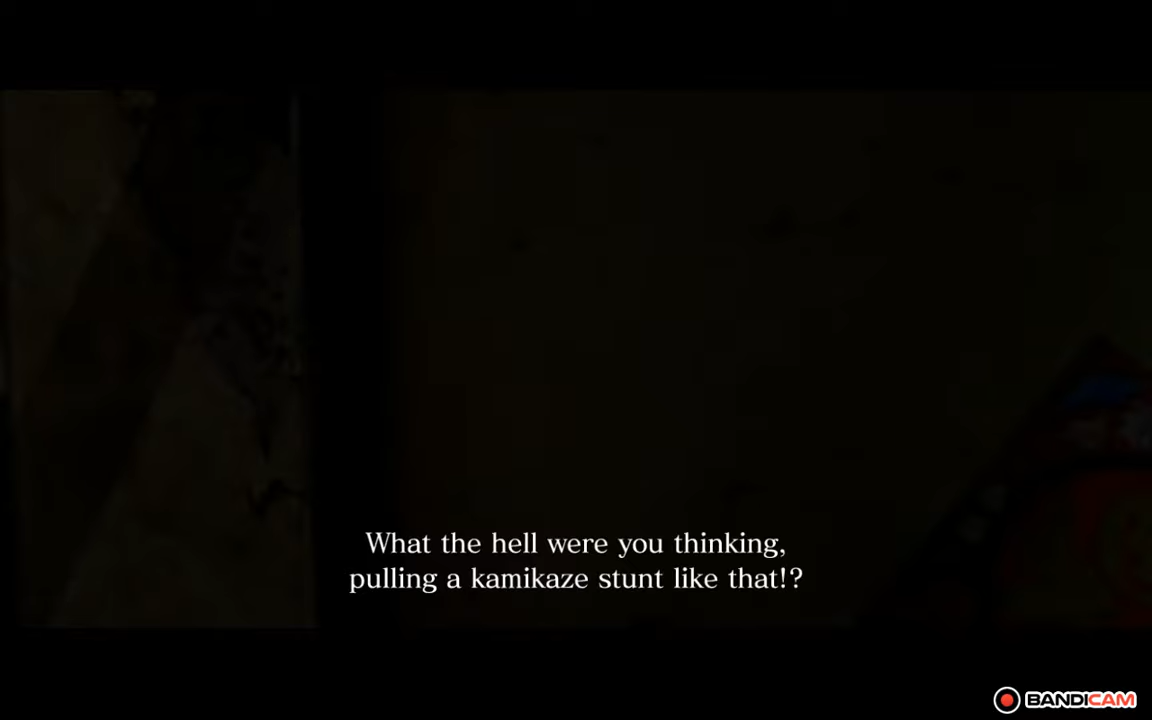 What the hell were you thinking,
pulling a kamikaze stunt like that!?
BANDICAM